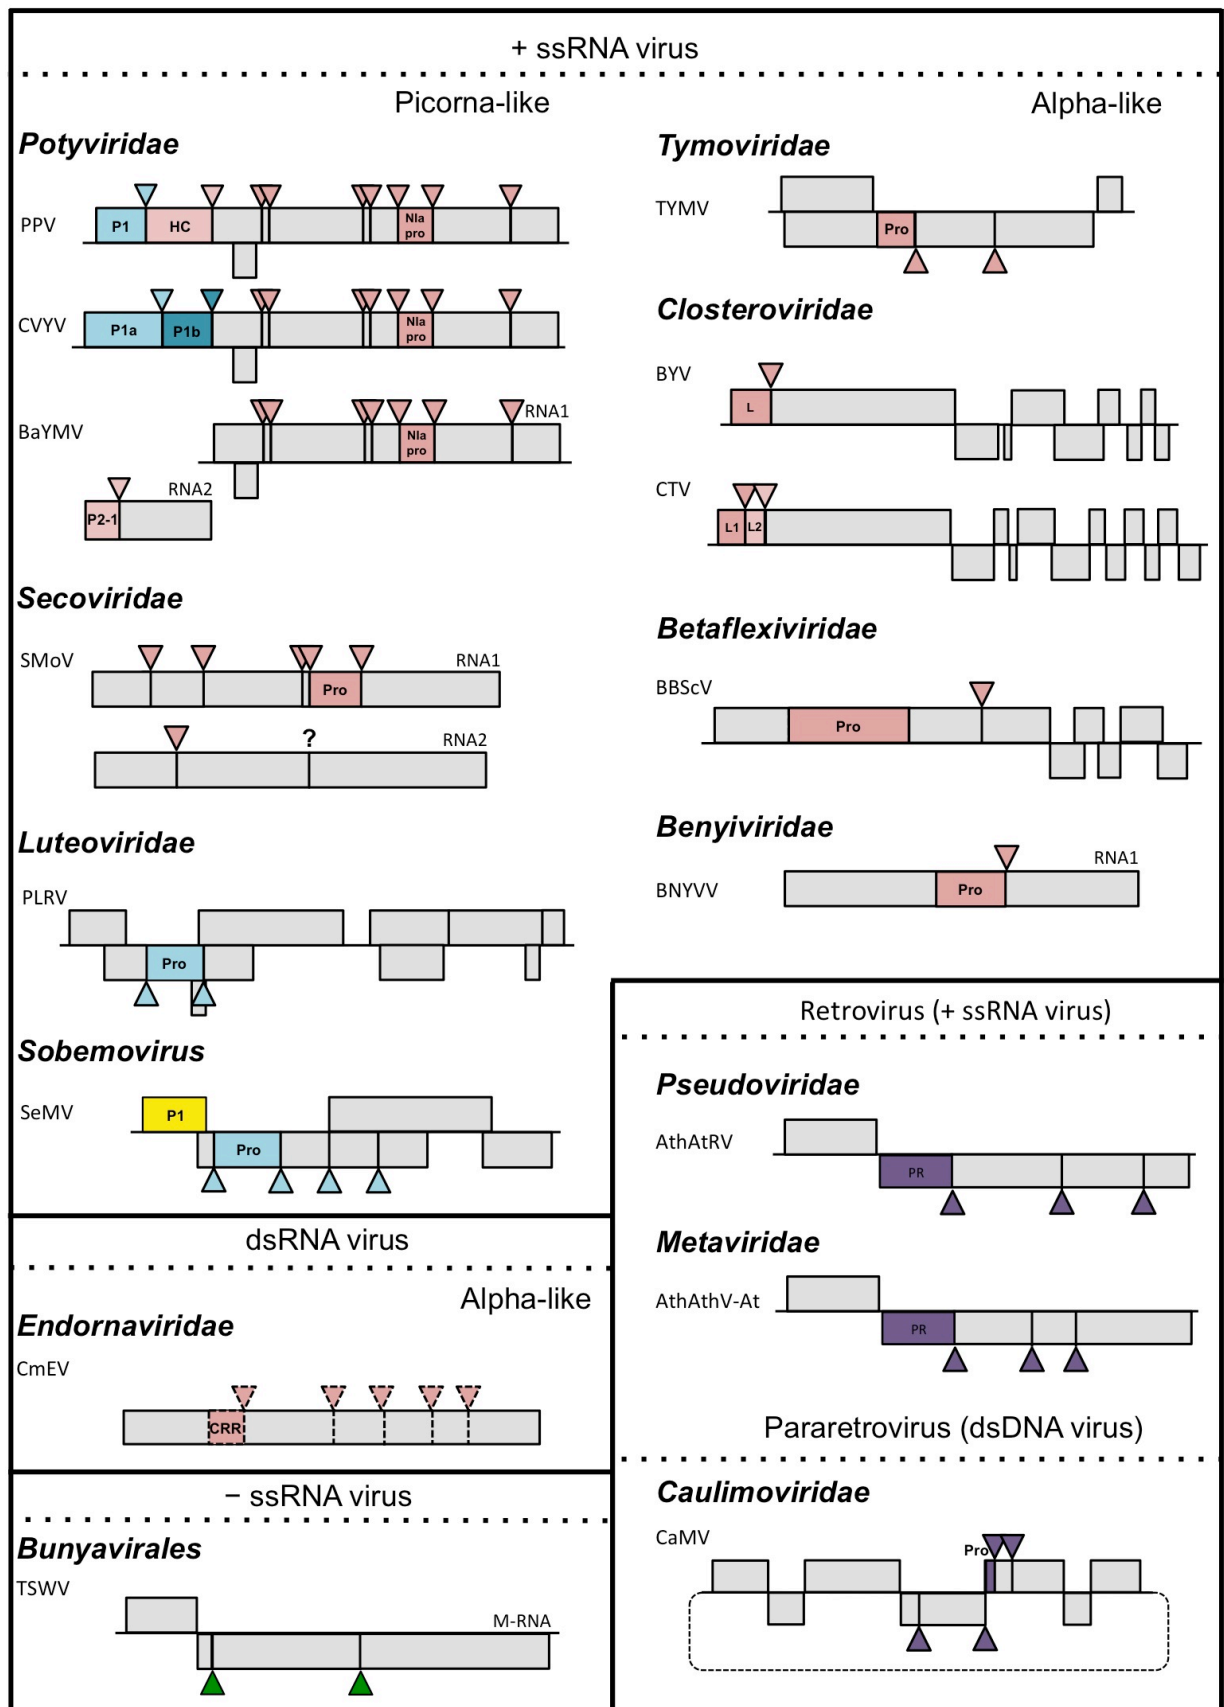 + ssRNA virus
Picorna-like
Potyviridae
PPV
P1
HC
NIa
pro
CVYV
P1a
P1b
NIa
pro
BaYMV
RNA1
NIa
pro
RNA2
P2-1
Secoviridae
SMoV
RNA1
Pro
?
RNA2
Luteoviridae
PLRV
Pro
Sobemovirus
SeMV
P1
Pro
Alpha-like
Tymoviridae
TYMV
Pro
Closteroviridae
BYV
L
CTV
L1
L2
Betaflexiviridae
BBScV
Pro
Benyiviridae
RNA1
BNYVV
Pro
dsRNA virus
Alpha-like
Endornaviridae
CmEV
CRR
− ssRNA virus
Bunyavirales
TSWV
M-RNA
Retrovirus (+ ssRNA virus)
Pseudoviridae
AthAtRV
PR
Metaviridae
AthAthV-At
PR
Pararetrovirus (dsDNA virus)
Caulimoviridae
CaMV
Pro